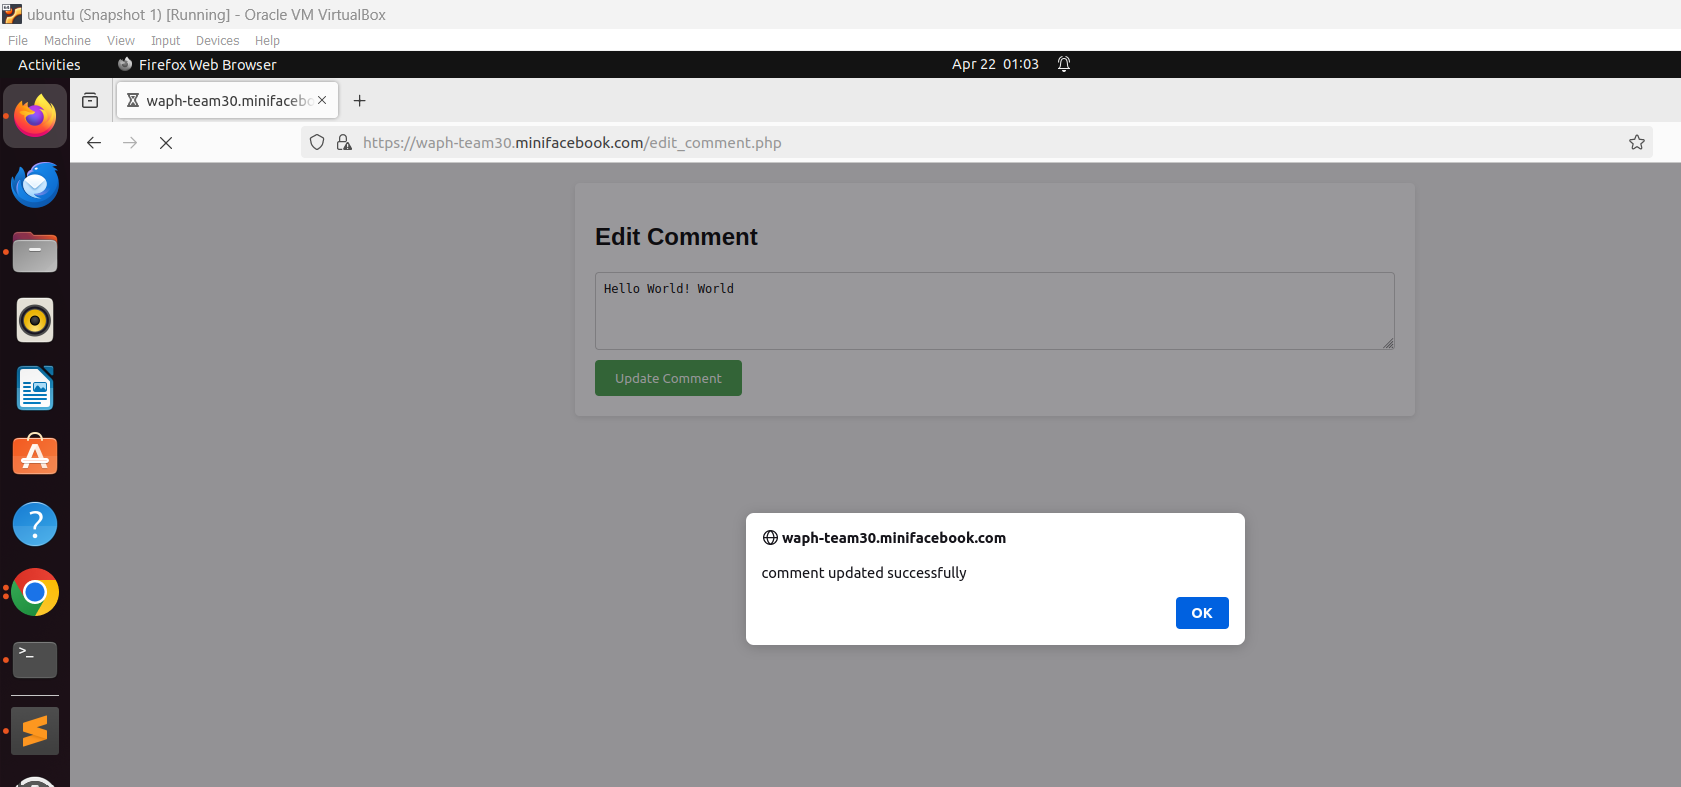 ubuntu (Snapshot 1) [Running] - Oracle VM VirtualBox
File Machine View Input Devices Help
Activities Firefox Web Browser Apr 22 01:03
waph-team30.minifaceb
https://waph-team30.minifacebook.com/edit_comment.php
Edit Comment
Hello World! World
Update Comment
waph-team30.minifacebook.com
comment updated successfully
OK